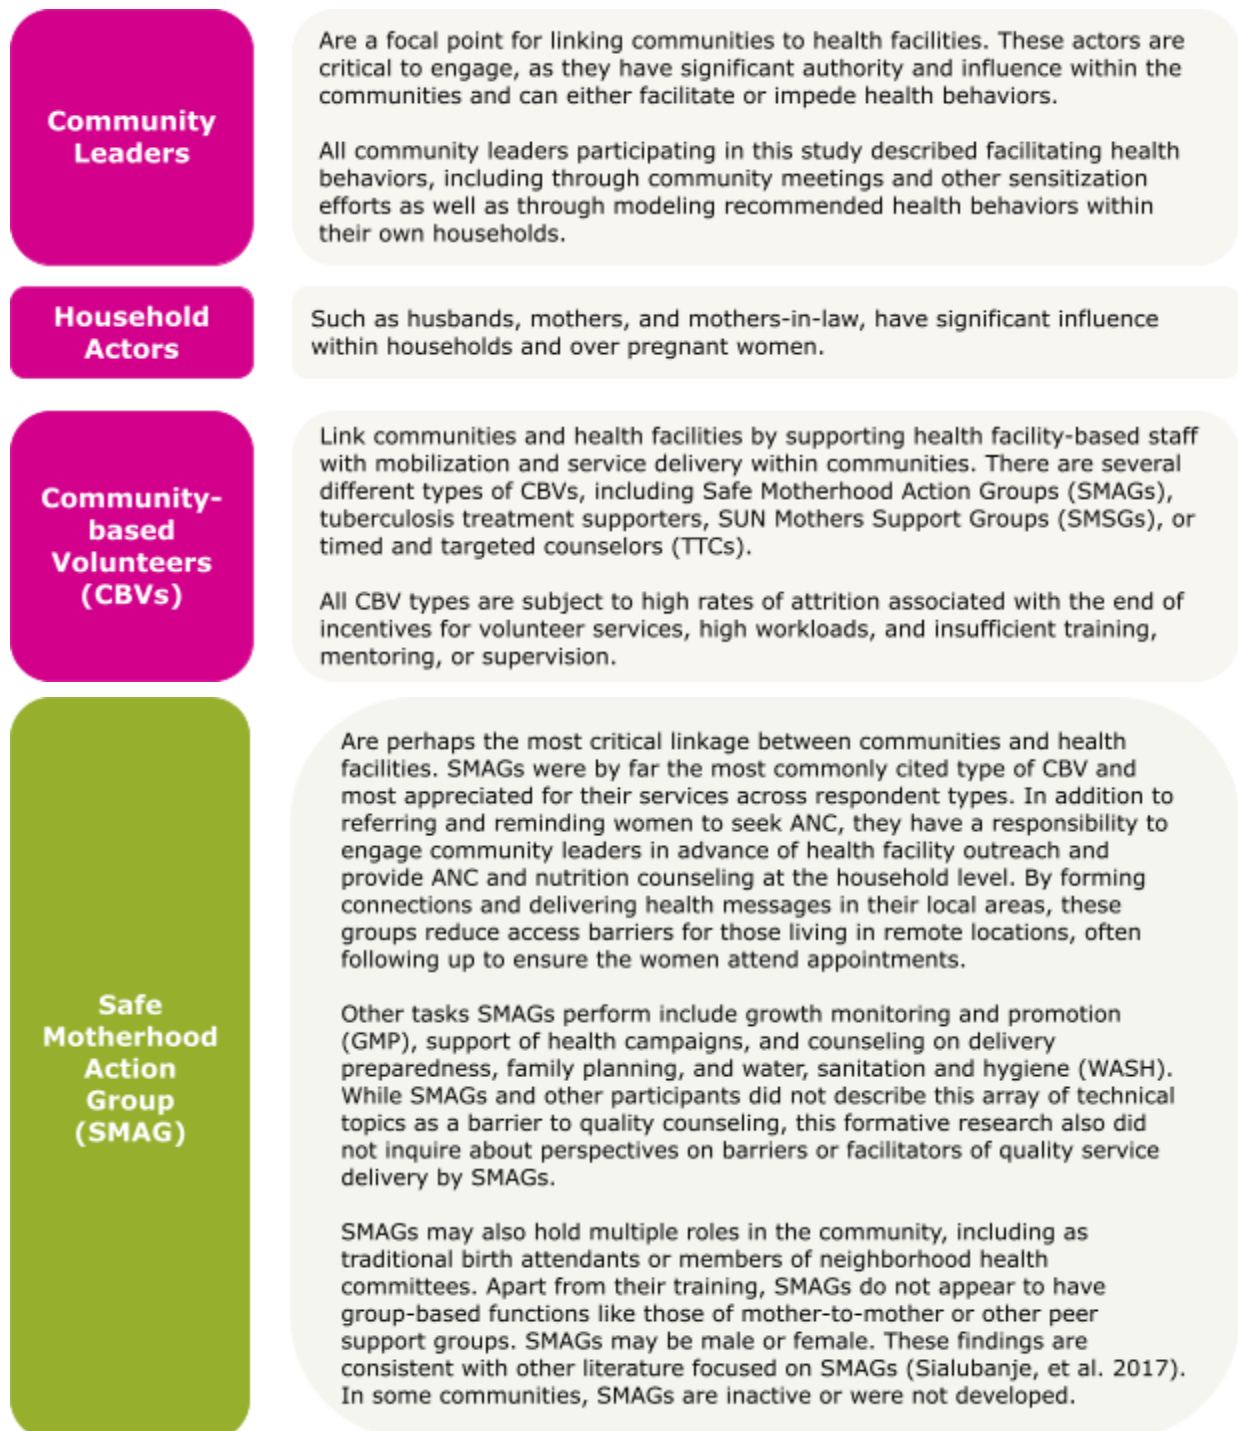 Community
Leaders
Are a focal point for linking communities to health facilities. These actors are
critical to engage, as they have significant authority and influence within the
communities and can either facilitate or impede health behaviors.
All community leaders participating in this study described facilitating health
behaviors, including through community meetings and other sensitization
efforts as well as through modeling recommended health behaviors within
their own households.
Household
Actors
Such as husbands, mothers, and mothers-in-law, have significant influence
within households and over pregnant women.
Community-
based
Volunteers
(CBVs)
Link communities and health facilities by supporting health facility-based staff
with mobilization and service delivery within communities. There are several
different types of CBVs, including Safe Motherhood Action Groups (SMAGs),
tuberculosis treatment supporters, SUN Mothers Support Groups (SMSGs), or
timed and targeted counselors (TTCs).
All CBV types are subject to high rates of attrition associated with the end of
incentives for volunteer services, high workloads, and insufficient training,
mentoring, or supervision.
Safe
Motherhood
Action
Group
(SMAG)
Are perhaps the most critical linkage between communities and health
facilities. SMAGs were by far the most commonly cited type of CBV and
most appreciated for their services across respondent types. In addition to
referring and reminding women to seek ANC, they have a responsibility to
engage community leaders in advance of health facility outreach and
provide ANC and nutrition counseling at the household level. By forming
connections and delivering health messages in their local areas, these
groups reduce access barriers for those living in remote locations, often
following up to ensure the women attend appointments.
Other tasks SMAGs perform include growth monitoring and promotion
(GMP), support of health campaigns, and counseling on delivery
preparedness, family planning, and water, sanitation and hygiene (WASH).
While SMAGs and other participants did not describe this array of technical
topics as a barrier to quality counseling, this formative research also did
not inquire about perspectives on barriers or facilitators of quality service
delivery by SMAGs.
SMAGs may also hold multiple roles in the community, including as
traditional birth attendants or members of neighborhood health
committees. Apart from their training, SMAGs do not appear to have
group-based functions like those of mother-to-mother or other peer
support groups. SMAGs may be male or female. These findings are
consistent with other literature focused on SMAGs (Sialubanje, et al. 2017).
In some communities, SMAGs are inactive or were not developed.